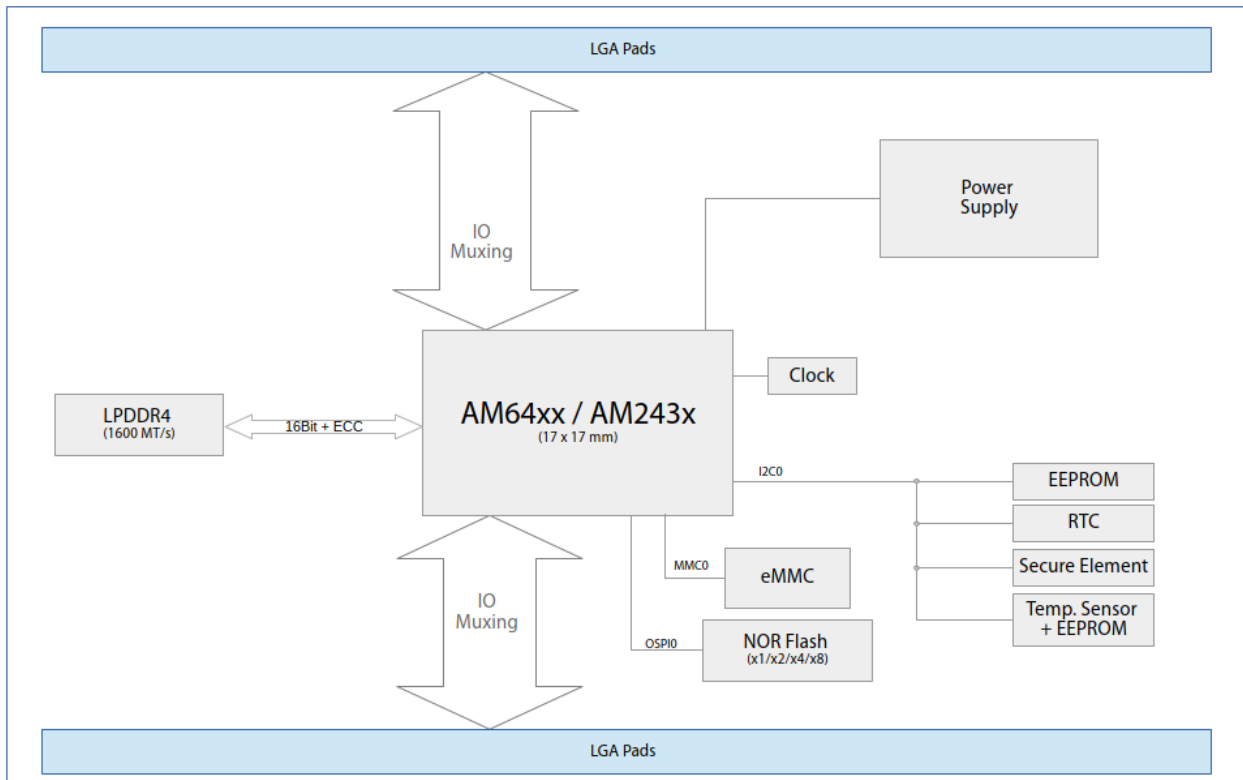 LGA Pads
Power
Supply
IO
Muxing
Clock
AM64xx / AM243x
(17 x 17 mm)
LPDDR4
(1600 MT/s)
16Bit + ECC
I2C0
EEPROM
RTC
Secure Element
Temp. Sensor
+ EEPROM
MMC0
eMMC
IO
Muxing
OSPI0
NOR Flash
(x1/x2/x4/x8)
LGA Pads